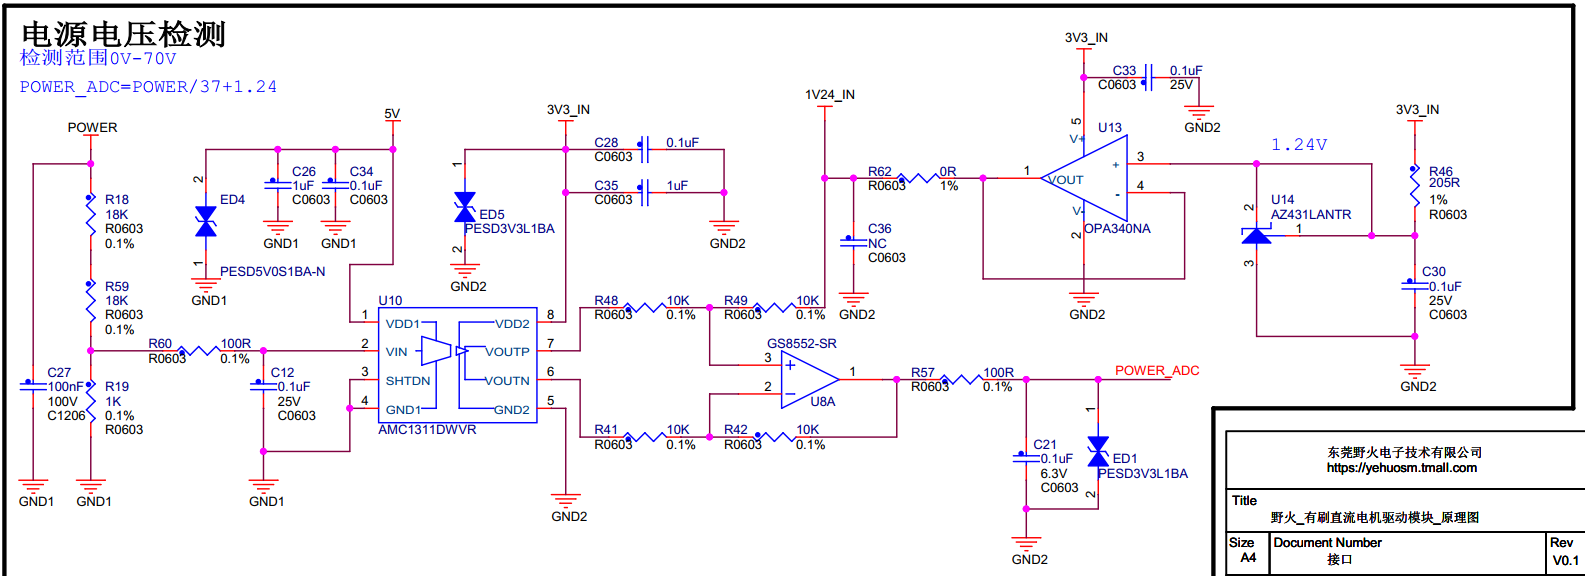 电源电压检测
检测范围0V-70V
POWER_ADC=POWER/37+1.24
POWER
R18
18K
R0603
0.1%
R59
18K
R0603
0.1%
C27
100nF
100V
C1206
R19
1K
0.1%
R0603
GND1
GND1
R60
R0603
100R
0.1%
C12
0.1uF
25V
C0603
GND1
5V
2
ED4
1
PESD5V0S1BA-N
GND1
C26
1uF
C0603
GND1
C34
0.1uF
C0603
GND1
U10
1
VDD1
2
VIN
3
SHTDN
4
GND1
VDD2
8
VOUTP
7
VOUTN
6
GND2
5
AMC1311DWVR
GND2
3V3_IN
1
ED5
PESD3V3L1BA
2
GND2
C28
C0603
0.1uF
C35
C0603
1uF
GND2
R48
R0603
10K
0.1%
R49
R0603
10K
0.1%
R41
R0603
10K
0.1%
R42
R0603
10K
0.1%
GS8552-SR
3
+
2
-
1
U8A
1V24_IN
R62
R0603
0R
1%
C36
NC
C0603
GND2
3V3_IN
C33
C0603
0.1uF
25V
GND2
U13
5
V+
+
3
-
4
1
VOUT
V-
2
OPA340NA
GND2
1.24V
3V3_IN
R46
205R
1%
R0603
U14
AZ431LANTR
2
1
3
C30
0.1uF
25V
C0603
GND2
R57
R0603
100R
0.1%
POWER_ADC
C21
0.1uF
6.3V
C0603
1
ED1
PESD3V3L1BA
2
GND2
东莞野火电子技术有限公司
https://yehuosm.tmall.com
Title
野火_有刷直流电机驱动模块_原理图
Size
A4
Document Number
接口
Rev
V0.1